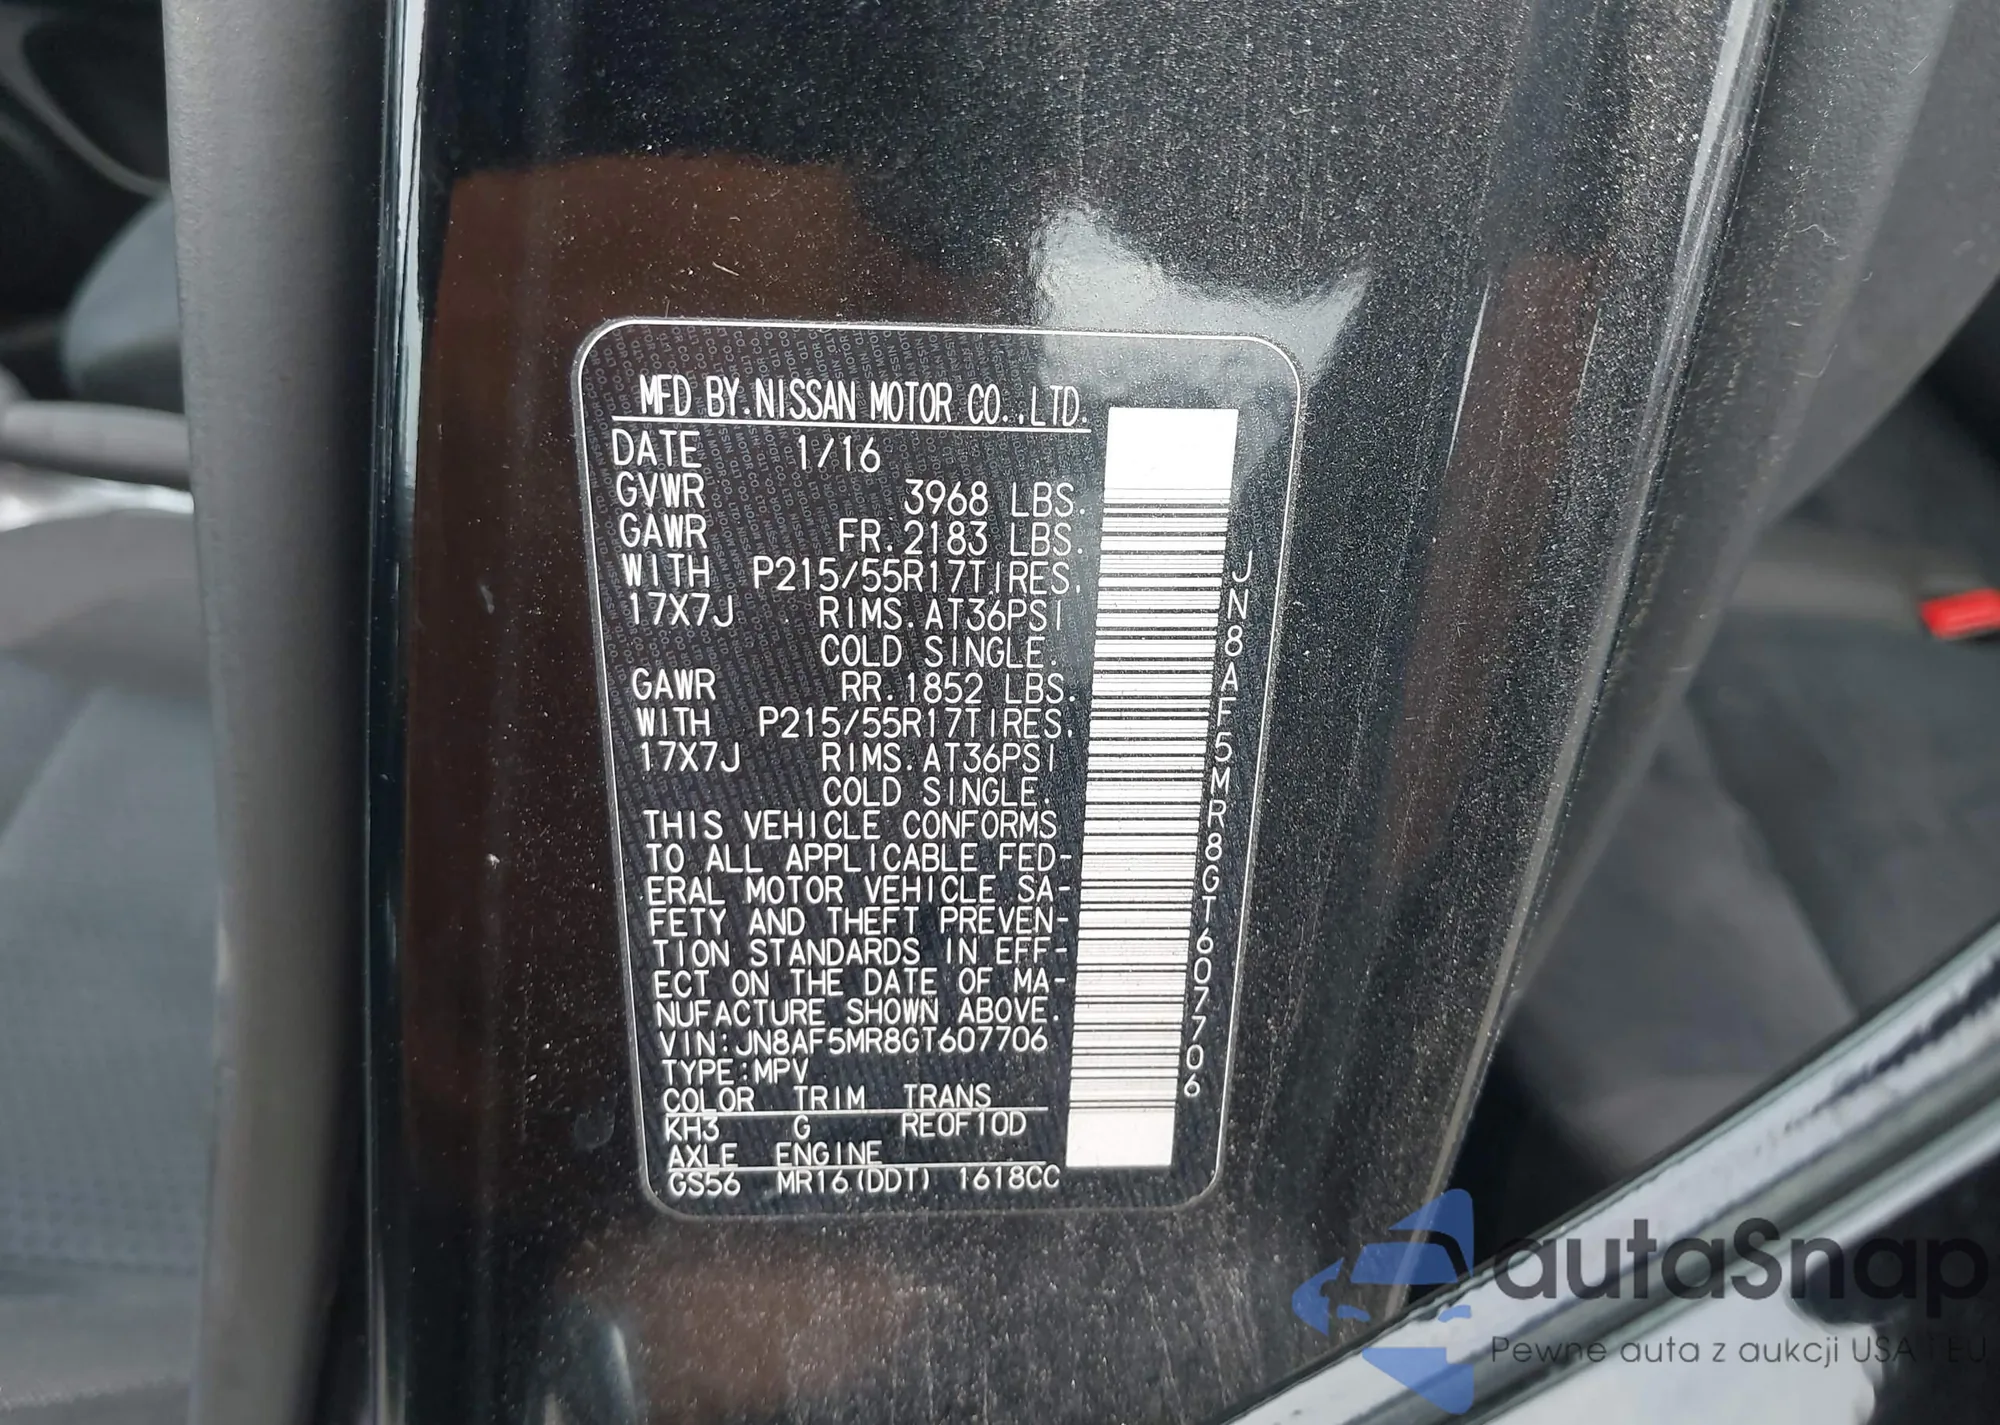 MFD BY.NISSAN MOTOR CO.,LTD.
DATE 1/16
GVWR 3968 LBS.
GAWR FR.2183 LBS.
WITH P215/55R17TIRES.
17X7J RIMS.AT36PSI
COLD SINGLE.
GAWR RR.1852 LBS.
WITH P215/55R17TIRES.
17X7J RIMS.AT36PSI
COLD SINGLE.
THIS VEHICLE CONFORMS
TO ALL APPLICABLE FED-
ERAL MOTOR VEHICLE SA-
FETY AND THEFT PREVEN-
TION STANDARDS IN EFF-
ECT ON THE DATE OF MA-
NUFACTURE SHOWN ABOVE.
VIN:JN8AF5MR8GT607706
TYPE:MPV
COLOR TRIM TRANS
KH3 G RE0F10D
AXLE ENGINE
GS56 MR16(DDT) 1618CC
JN8AF5MR8GT607706
autaSnap
Pewne auta z aukcji USA i EU